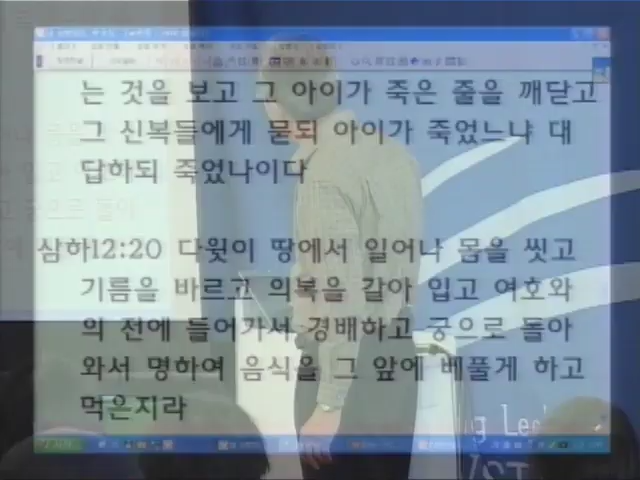 는 것을 보고 그 아이가 죽은 줄을 깨닫고
그 신복들에게 묻되 아이가 죽었느냐 대
답하되 죽었나이다
삼하12:20 다윗이 땅에서 일어나 몸을 씻고
기름을 바르고 의복을 갈아 입고 여호와
의 전에 들어가서 경배하고 궁으로 돌아
와서 명하여 음식을 그 앞에 베풀게 하고
먹은지라